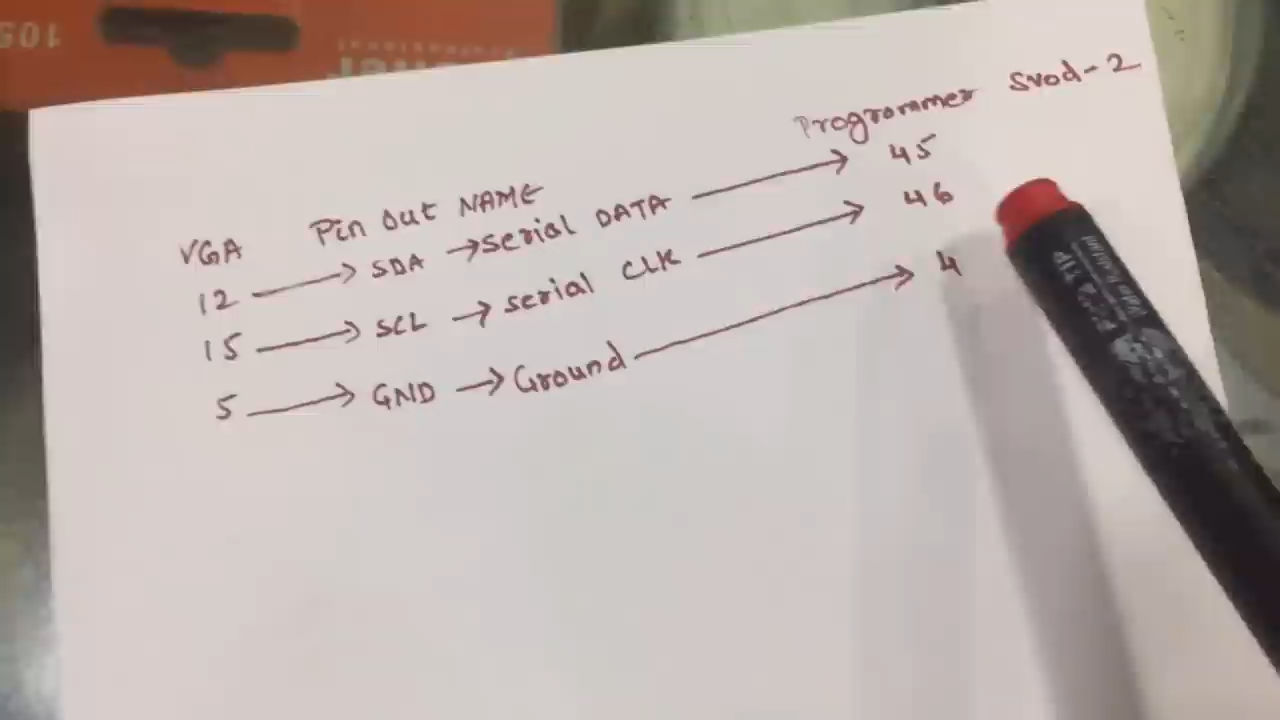 Programmer svod-2
VGA Pin Out NAME
12 → SDA → Serial DATA → 45
15 → SCL → Serial CLK → 46
5 → GND → Ground → 4